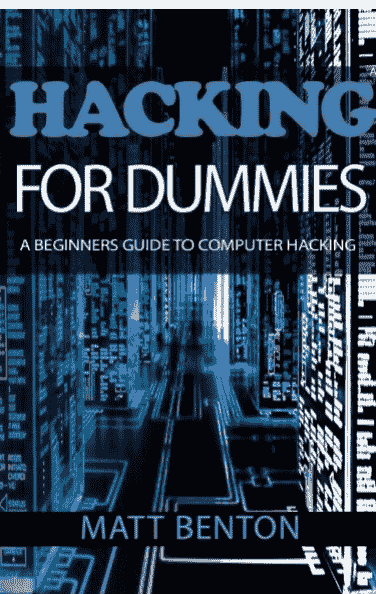 HACKING
FOR DUMMIES
A BEGINNERS GUIDE TO COMPUTER HACKING
MATT BENTON